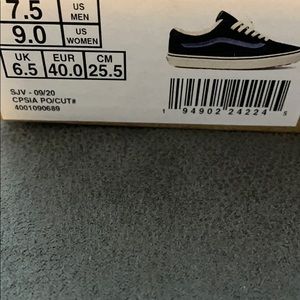 7.5 US MEN
9.0 US WOMEN
UK EUR CM
6.5 40.0 25.5
SJV - 09/20
CPSIA PO/CUT#
4001090689
1 94902 24224 5